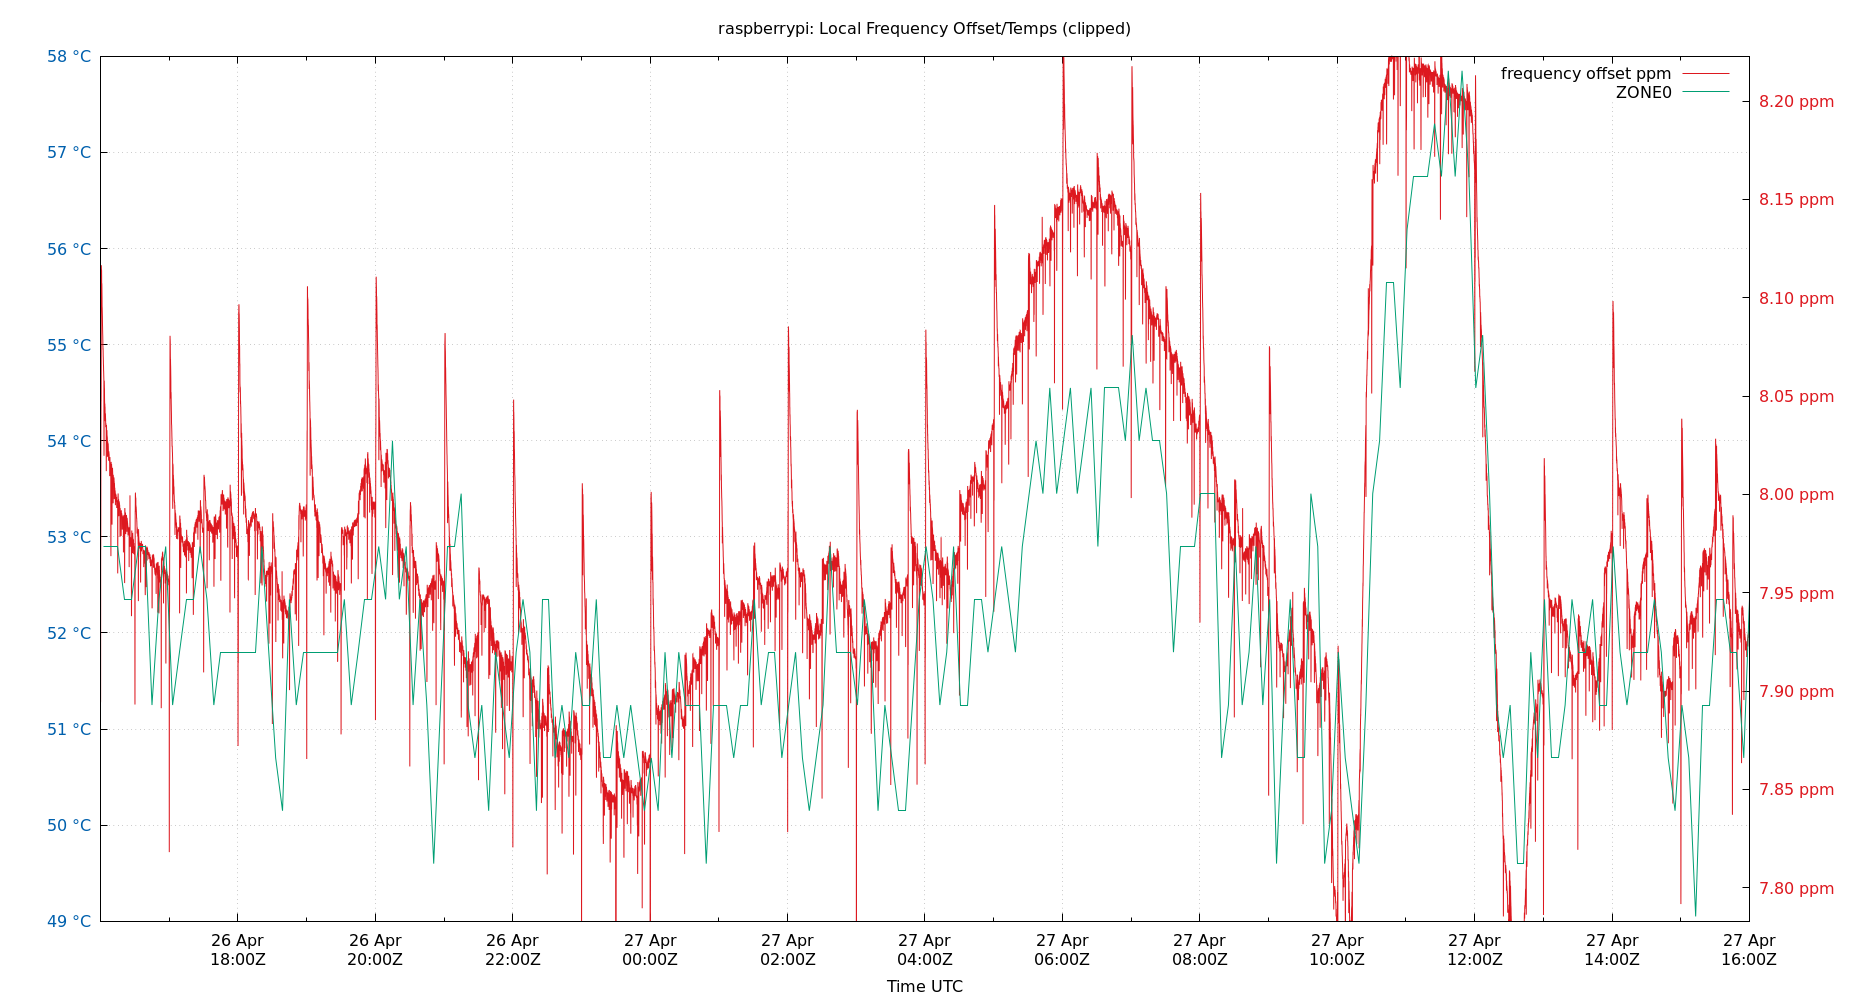 raspberrypi: Local Frequency Offset/Temps (clipped)
58 °C
57 °C
56 °C
55 °C
54 °C
53 °C
52 °C
51 °C
50 °C
49 °C
frequency offset ppm
ZONE0
8.20 ppm
8.15 ppm
8.10 ppm
8.05 ppm
8.00 ppm
7.95 ppm
7.90 ppm
7.85 ppm
7.80 ppm
26 Apr
18:00Z
26 Apr
20:00Z
26 Apr
22:00Z
27 Apr
00:00Z
27 Apr
02:00Z
27 Apr
04:00Z
27 Apr
06:00Z
27 Apr
08:00Z
27 Apr
10:00Z
27 Apr
12:00Z
27 Apr
14:00Z
27 Apr
16:00Z
Time UTC